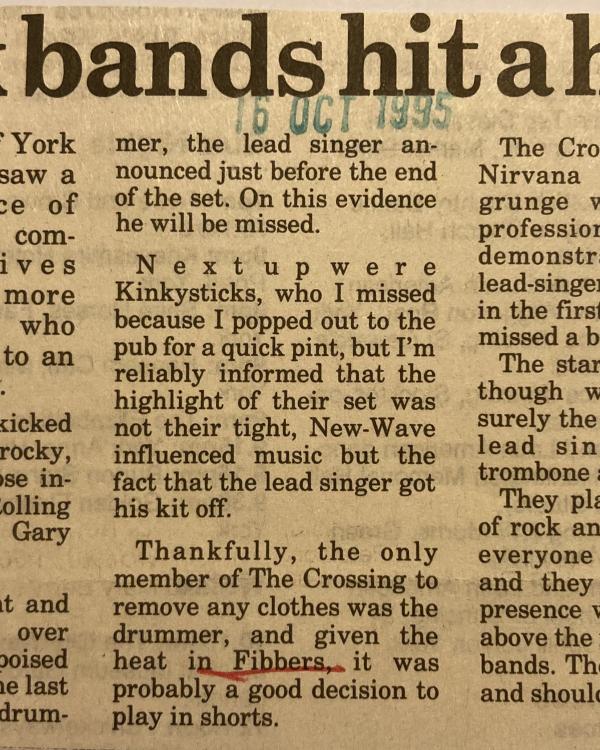 bands hit a h
16 OCT 1995
York
saw a
ce of
com-
ives
more
who
to an
kicked
rocky,
ose in-
Rolling
Gary
nt and
over
poised
he last
drum-
mer, the lead singer an-
nounced just before the end
of the set. On this evidence
he will be missed.
Next up were
Kinkysticks, who I missed
because I popped out to the
pub for a quick pint, but I'm
reliably informed that the
highlight of their set was
not their tight, New-Wave
influenced music but the
fact that the lead singer got
his kit off.
Thankfully, the only
member of The Crossing to
remove any clothes was the
drummer, and given the
heat in Fibbers, it was
probably a good decision to
play in shorts.
The Cro
Nirvana
grunge w
profession
demonstra
lead-singer
in the first
missed a b
The star
though w
surely the
lead sin
trombone a
They pla
of rock an
everyone
and they
presence v
above the
bands. The
and shoul